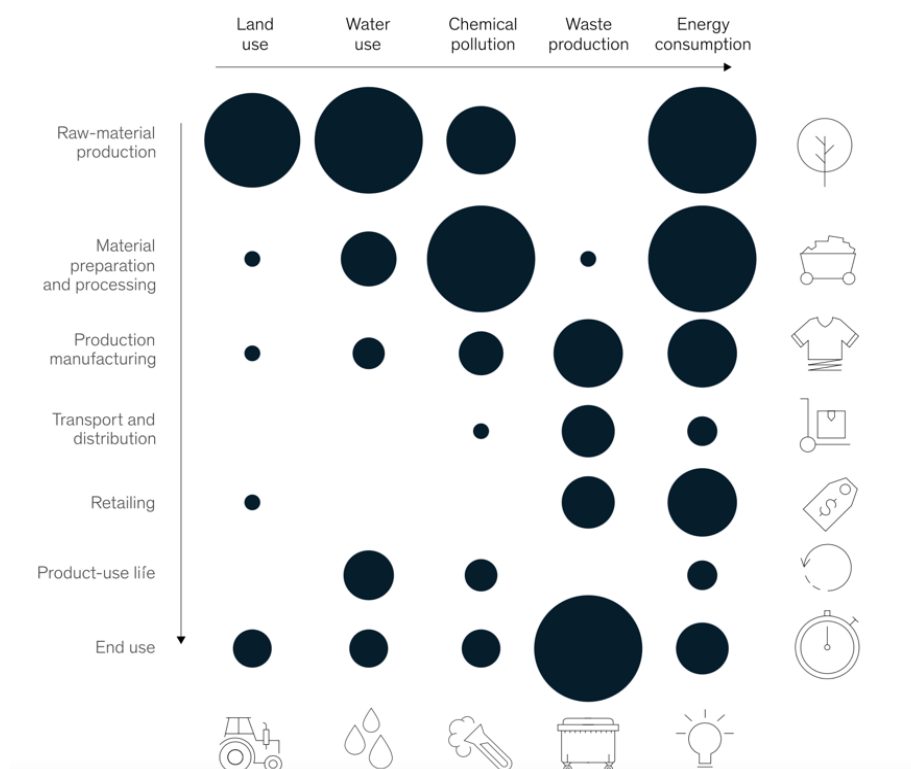 Land
use
Water
use
Chemical
pollution
Waste
production
Energy
consumption
Raw-material
production
Material
preparation
and processing
Production
manufacturing
Transport and
distribution
Retailing
$
Product-use life
End use